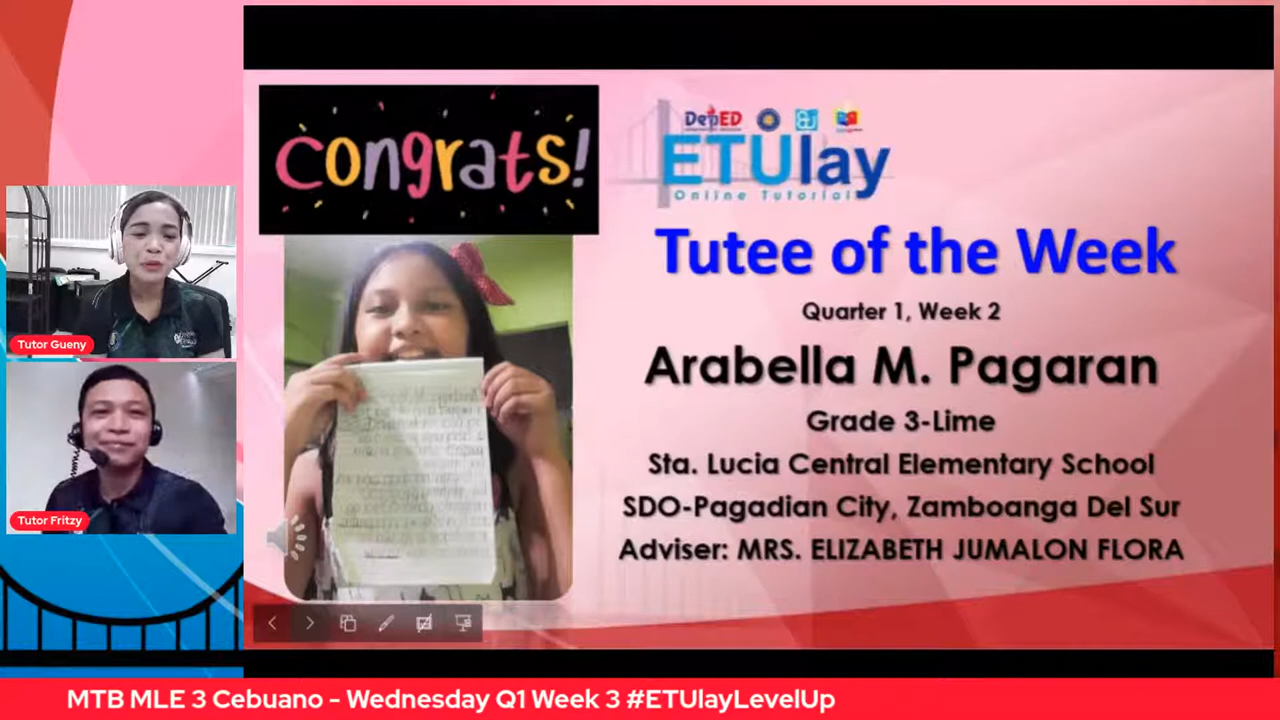 congrats!
DepED
ETUlay
Online Tutorial
Tutee of the Week
Quarter 1, Week 2
Arabella M. Pagaran
Grade 3-Lime
Sta. Lucia Central Elementary School
SDO-Pagadian City, Zamboanga Del Sur
Adviser: MRS. ELIZABETH JUMALON FLORA
Tutor Gueny
Tutor Fritzy
MTB MLE 3 Cebuano - Wednesday Q1 Week 3 #ETUlayLevelUp